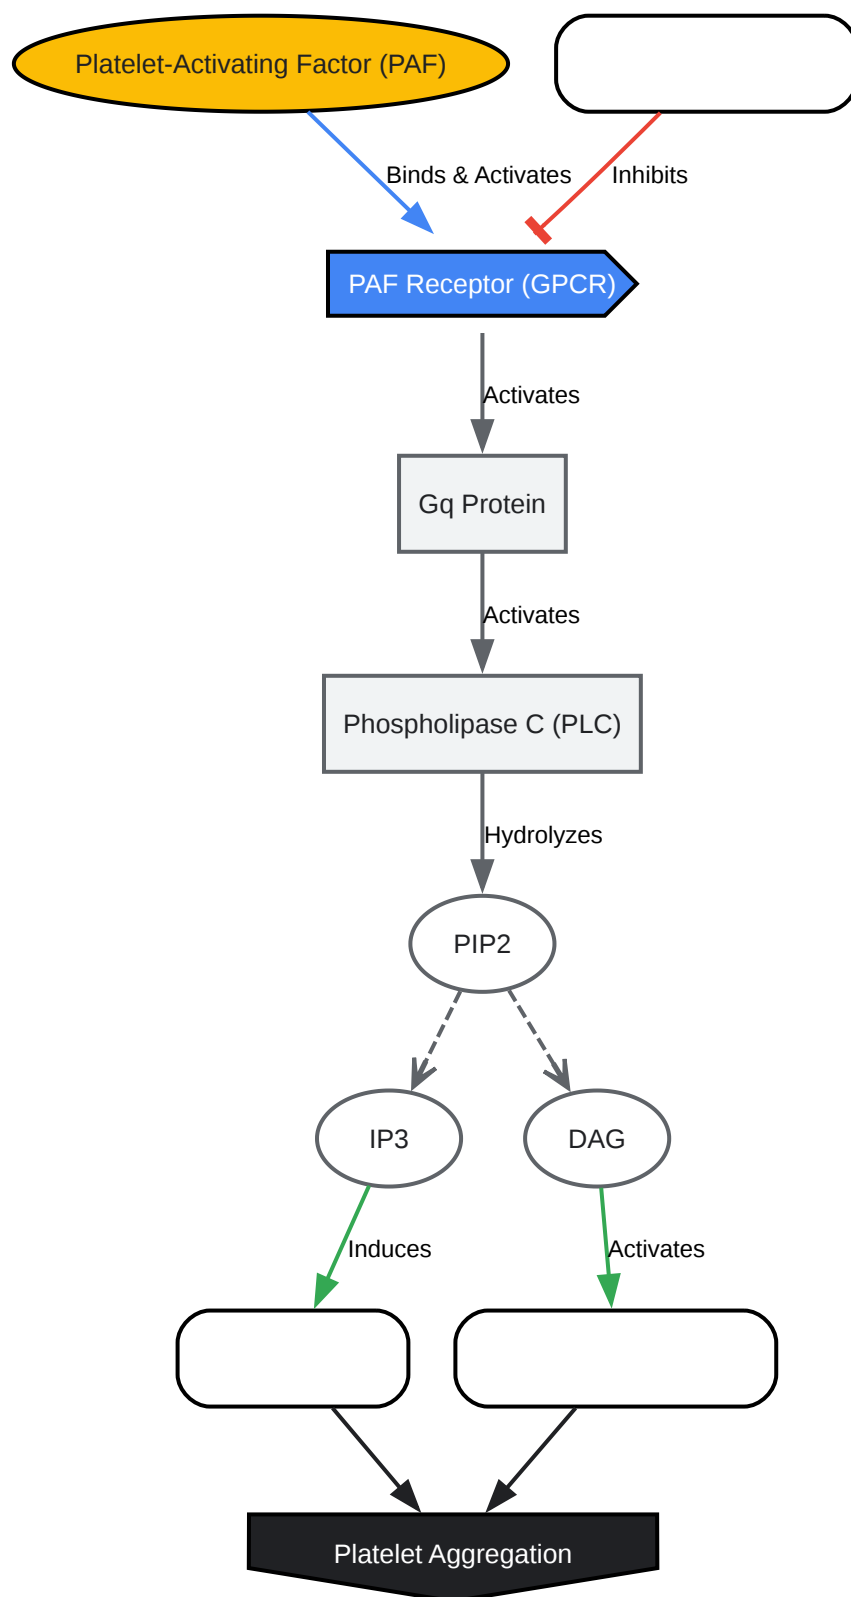 Platelet-Activating Factor (PAF)
Binds & Activates
Inhibits
PAF Receptor (GPCR)
Activates
Gq Protein
Activates
Phospholipase C (PLC)
Hydrolyzes
PIP2
IP3
DAG
Induces
Activates
Platelet Aggregation